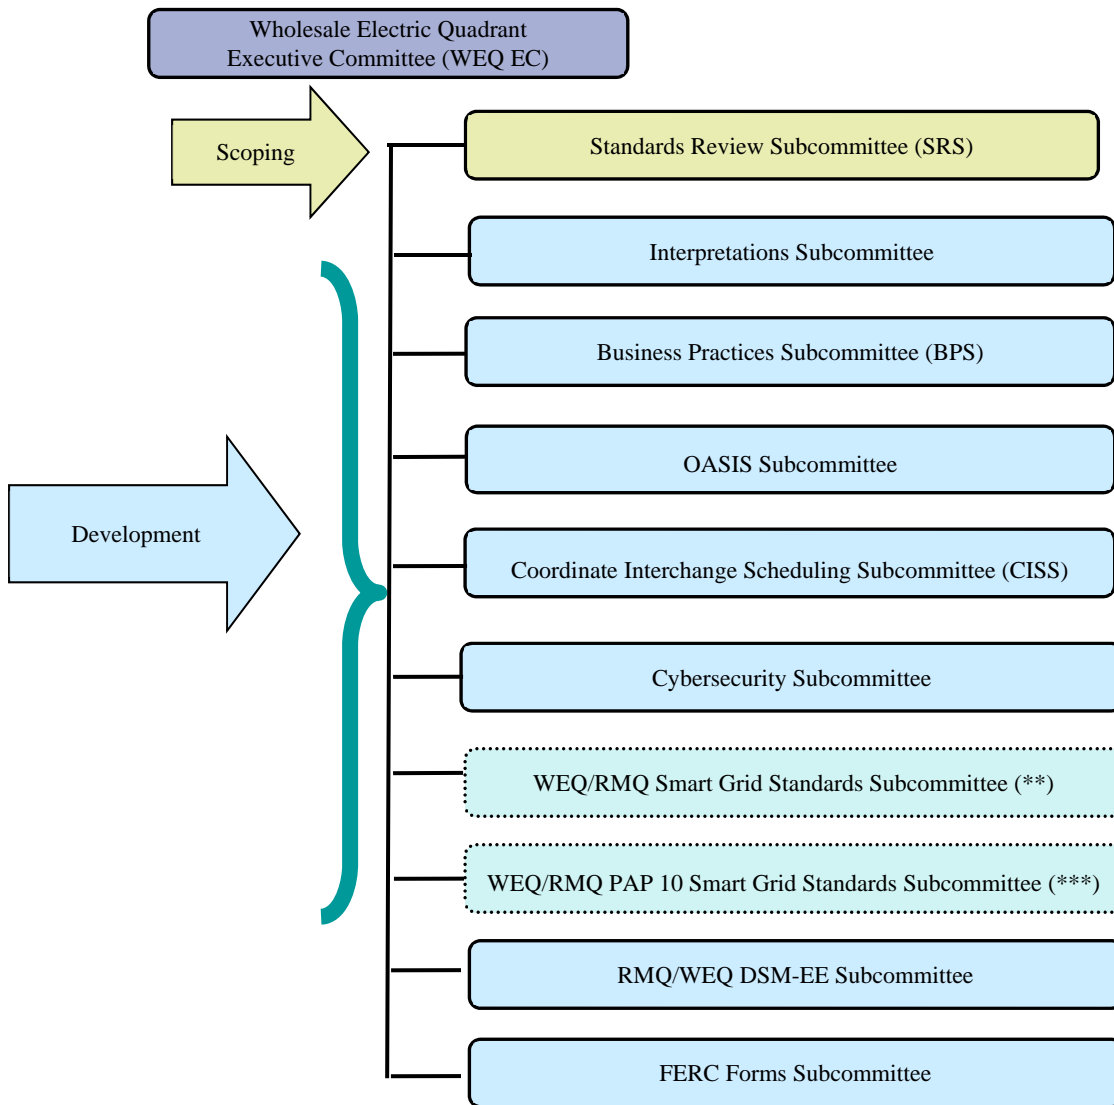 Wholesale Electric Quadrant
Executive Committee (WEQ EC)
Scoping
Standards Review Subcommittee (SRS)
Interpretations Subcommittee
Business Practices Subcommittee (BPS)
OASIS Subcommittee
Development
Coordinate Interchange Scheduling Subcommittee (CISS)
Cybersecurity Subcommittee
WEQ/RMQ Smart Grid Standards Subcommittee (**)
WEQ/RMQ PAP 10 Smart Grid Standards Subcommittee (***)
RMQ/WEQ DSM-EE Subcommittee
FERC Forms Subcommittee